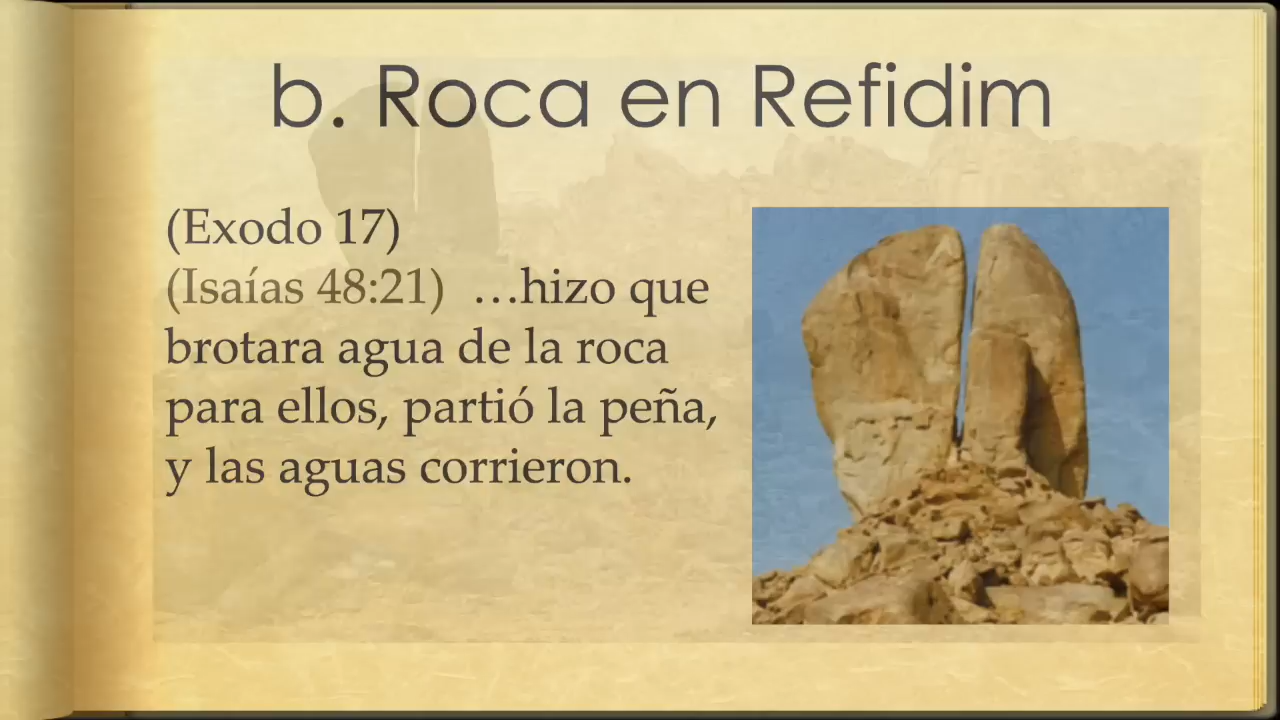 b. Roca en Refidim
(Exodo 17)
(Isaías 48:21) ...hizo que
brotara agua de la roca
para ellos, partió la peña,
y las aguas corrieron.